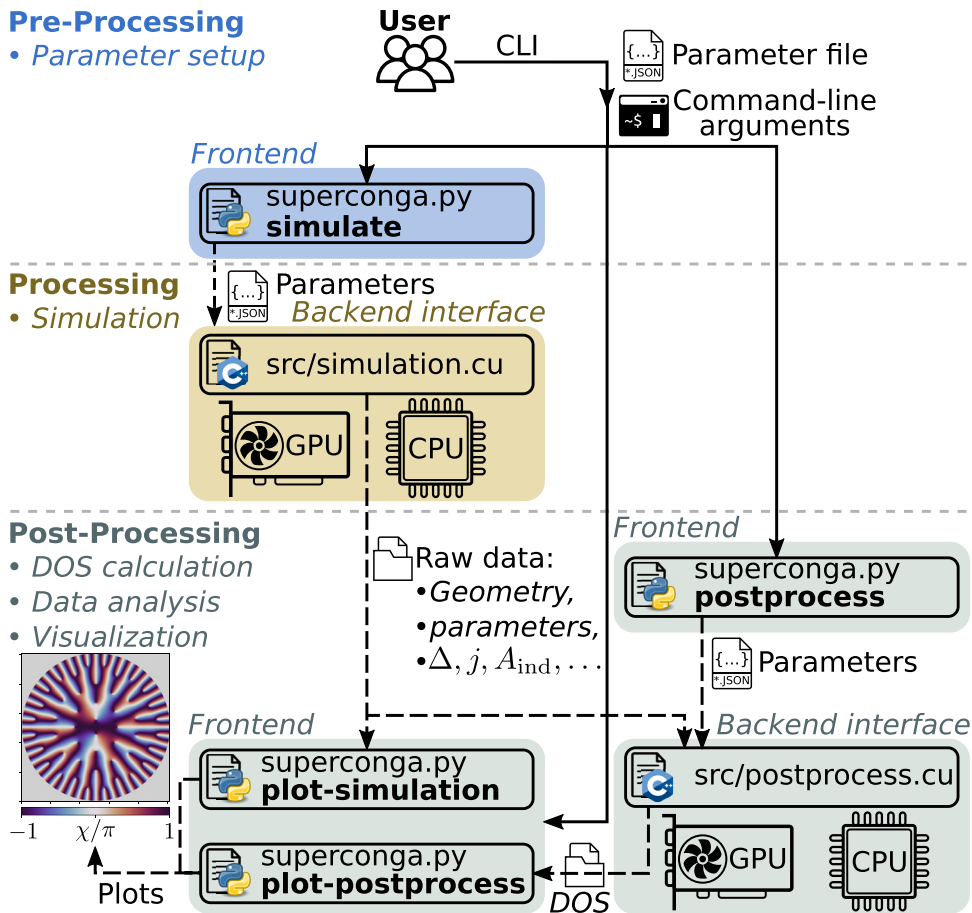 Pre-Processing
• Parameter setup
User
CLI
{...}
*.JSON
Parameter file
~$
Command-line
arguments
Frontend
superconga.py
simulate
Processing
• Simulation
{...}
*.JSON
Parameters
Backend interface
C++
src/simulation.cu
GPU
CPU
Post-Processing
• DOS calculation
• Data analysis
• Visualization
Raw data:
•Geometry,
•parameters,
•Δ, j, A_ind, ...
Frontend
superconga.py
postprocess
{...}
*.JSON
Parameters
−1
χ/π
1
Plots
Frontend
superconga.py
plot-simulation
superconga.py
plot-postprocess
DOS
Backend interface
C++
src/postprocess.cu
GPU
CPU